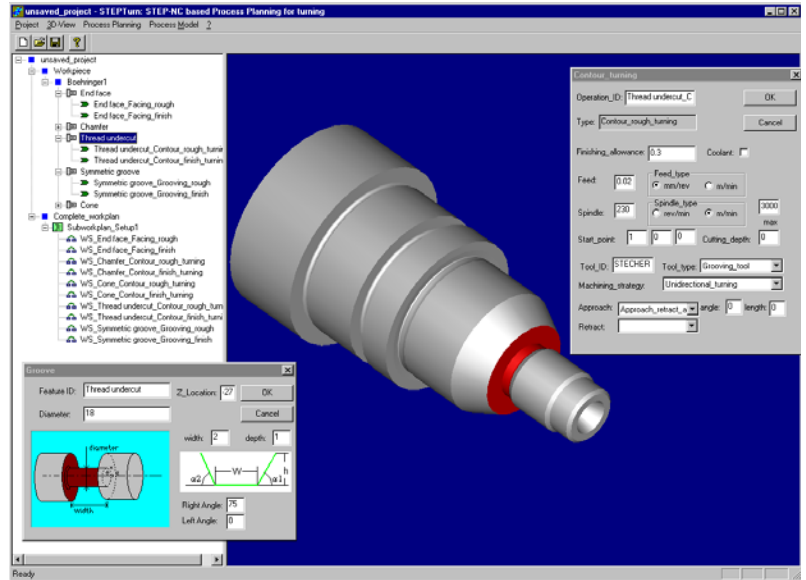 unsaved_project - STEPTurn: STEP-NC based Process Planning for turning
Project 3D-View Process Planning Process Model ?
unsaved_project
Workpiece
Boehringer1
End face
End face_Facing_rough
End face_Facing_finish
Chamfer
Thread undercut
Thread undercut_Contour_rough_turnin
Thread undercut_Contour_finish_turnin
Symmetric groove
Symmetric groove_Grooving_rough
Symmetric groove_Grooving_finish
Cone
Complete_workplan
Subworkplan_Setup1
WS_End face_Facing_rough
WS_End face_Facing_finish
WS_Chamfer_Contour_rough_turning
WS_Chamfer_Contour_finish_turning
WS_Cone_Contour_rough_turning
WS_Cone_Contour_finish_turning
WS_Thread undercut_Contour_rough_turn
WS_Thread undercut_Contour_finish_turni
WS_Symmetric groove_Grooving_rough
WS_Symmetric groove_Grooving_finish
Contour_turning
Operation_ID: Thread undercut_C OK
Type: Contour_rough_turning Cancel
Finishing_allowance: 0.3 Coolant:
Feed: 0.02 Feed_type mm/rev m/min
Spindle: 230 Spindle_type rev/min m/min 3000 max
Start_point: 1 0 0 Cutting_depth: 0
Tool_ID: STECHER Tool_type: Grooving_tool
Machining_strategy: Unidirectional_turning
Approach: Approach_retract_a angle: 0 length: 0
Retract:
Groove
Feature ID: Thread undercut Z_Location: -27 OK
Diameter: 18 Cancel
width: 2 depth: 1
diameter
width
α2 W α1 h
Right Angle: 75
Left Angle: 0
Ready